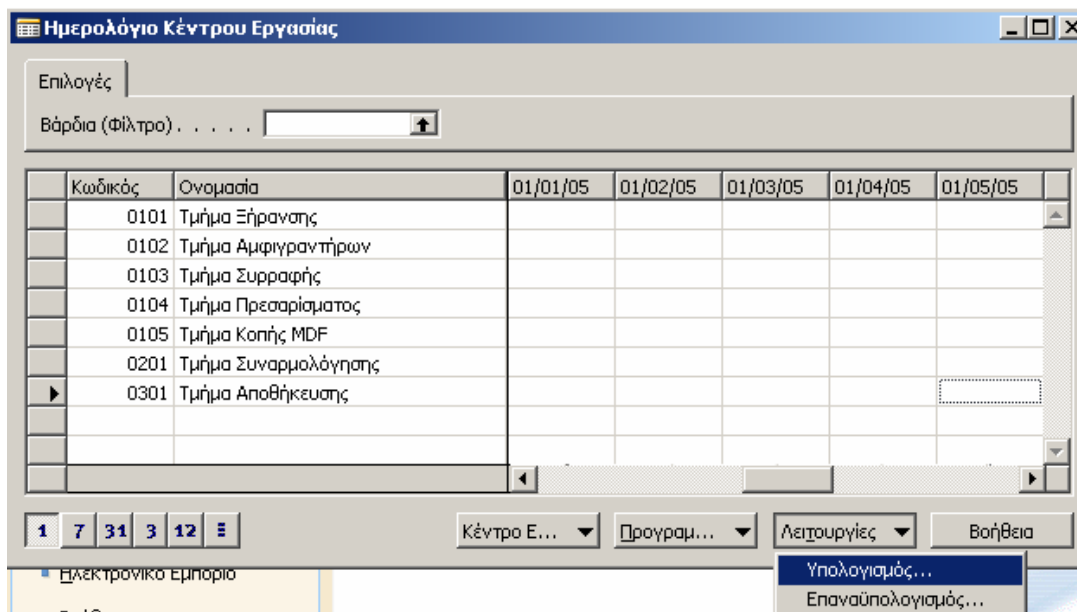 Ημερολόγιο Κέντρου Εργασίας
Επιλογές
Βάρδια (Φίλτρο) . . . . .
Κωδικός Ονομασία 01/01/05 01/02/05 01/03/05 01/04/05 01/05/05
0101 Τμήμα Ξήρανσης
0102 Τμήμα Αμφιγραντήρων
0103 Τμήμα Συρραφής
0104 Τμήμα Πρεσαρίσματος
0105 Τμήμα Κοπής MDF
0201 Τμήμα Συναρμολόγησης
0301 Τμήμα Αποθήκευσης
1 7 31 3 12 Κέντρο Ε... Προγραμ... Λειτουργίες Βοήθεια
Ηλεκτρονικό Εμπόριο
Υπολογισμός...
Επαναϋπολογισμός...